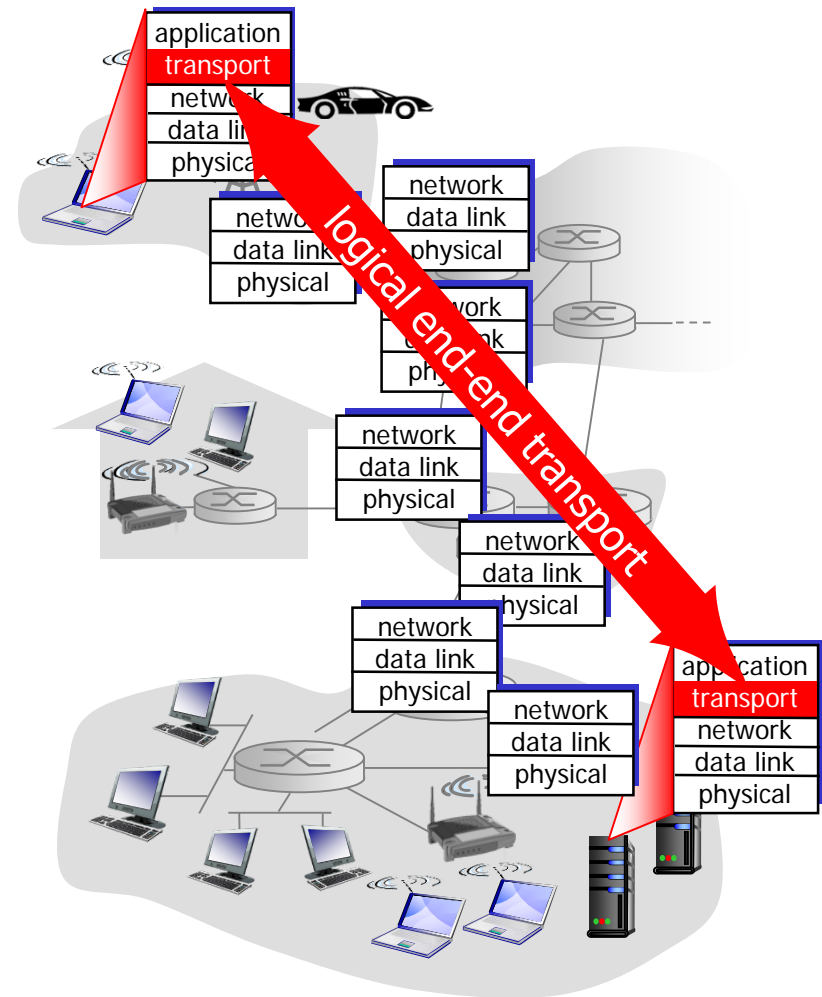 application
transport
network
data link
physical
network
data link
physical
network
data link
physical
logical end-end transport
network
data link
physical
network
data link
physical
network
data link
physical
network
data link
physical
application
transport
network
data link
physical